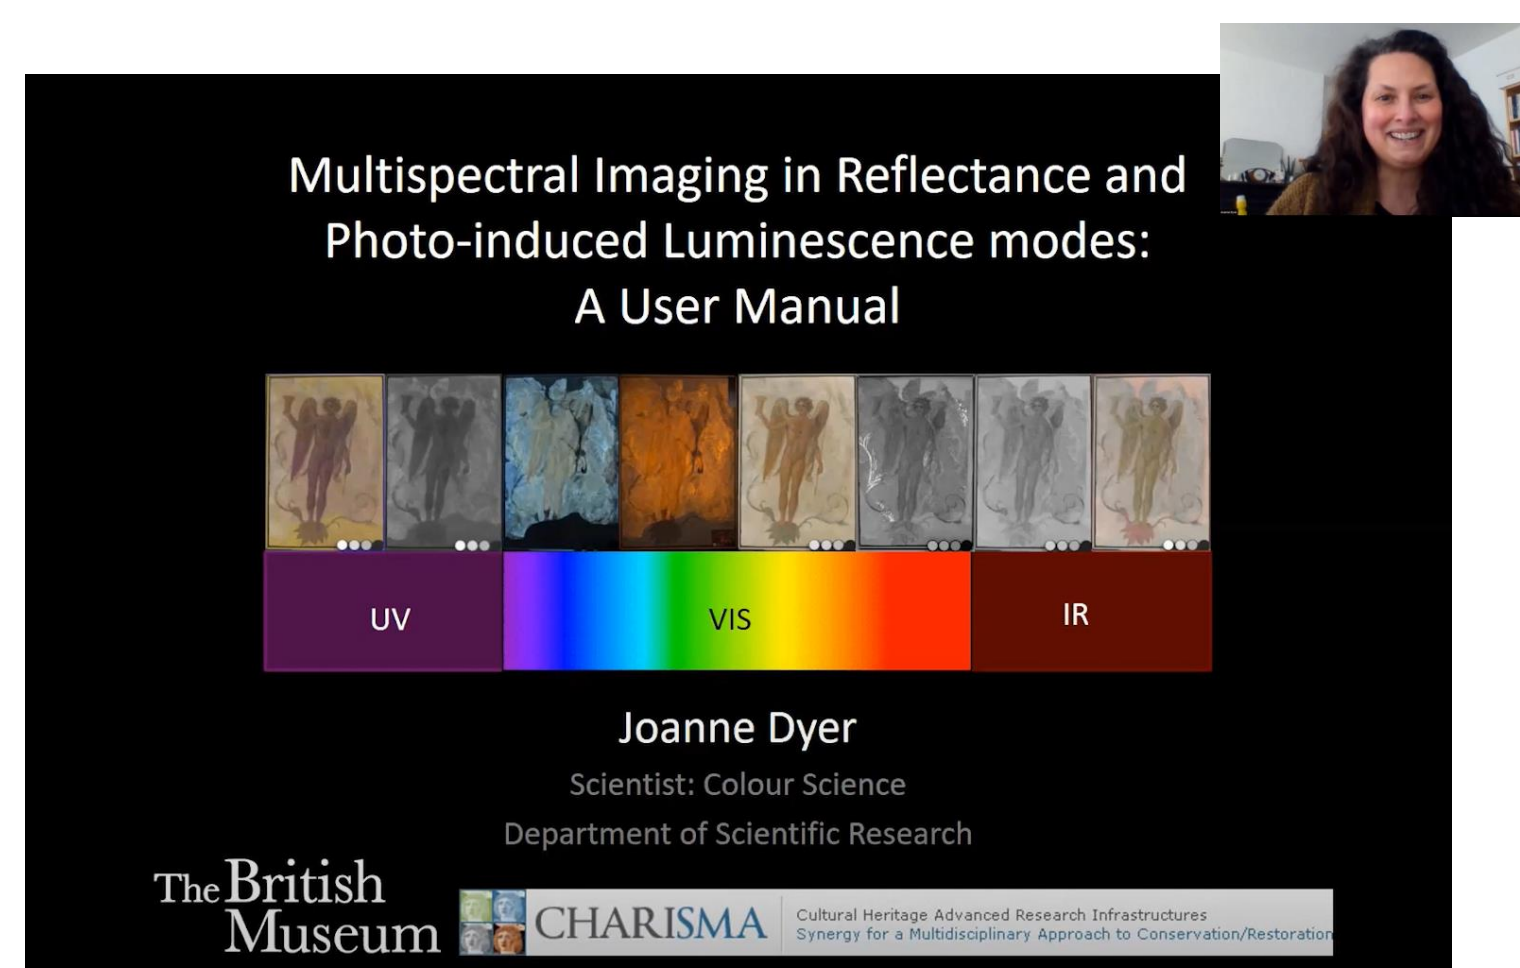 Multispectral Imaging in Reflectance and
Photo-induced Luminescence modes:
A User Manual
UV
VIS
IR
Joanne Dyer
Scientist: Colour Science
Department of Scientific Research
The British
Museum
CHARISMA
Cultural Heritage Advanced Research Infrastructures
Synergy for a Multidisciplinary Approach to Conservation/Restoration